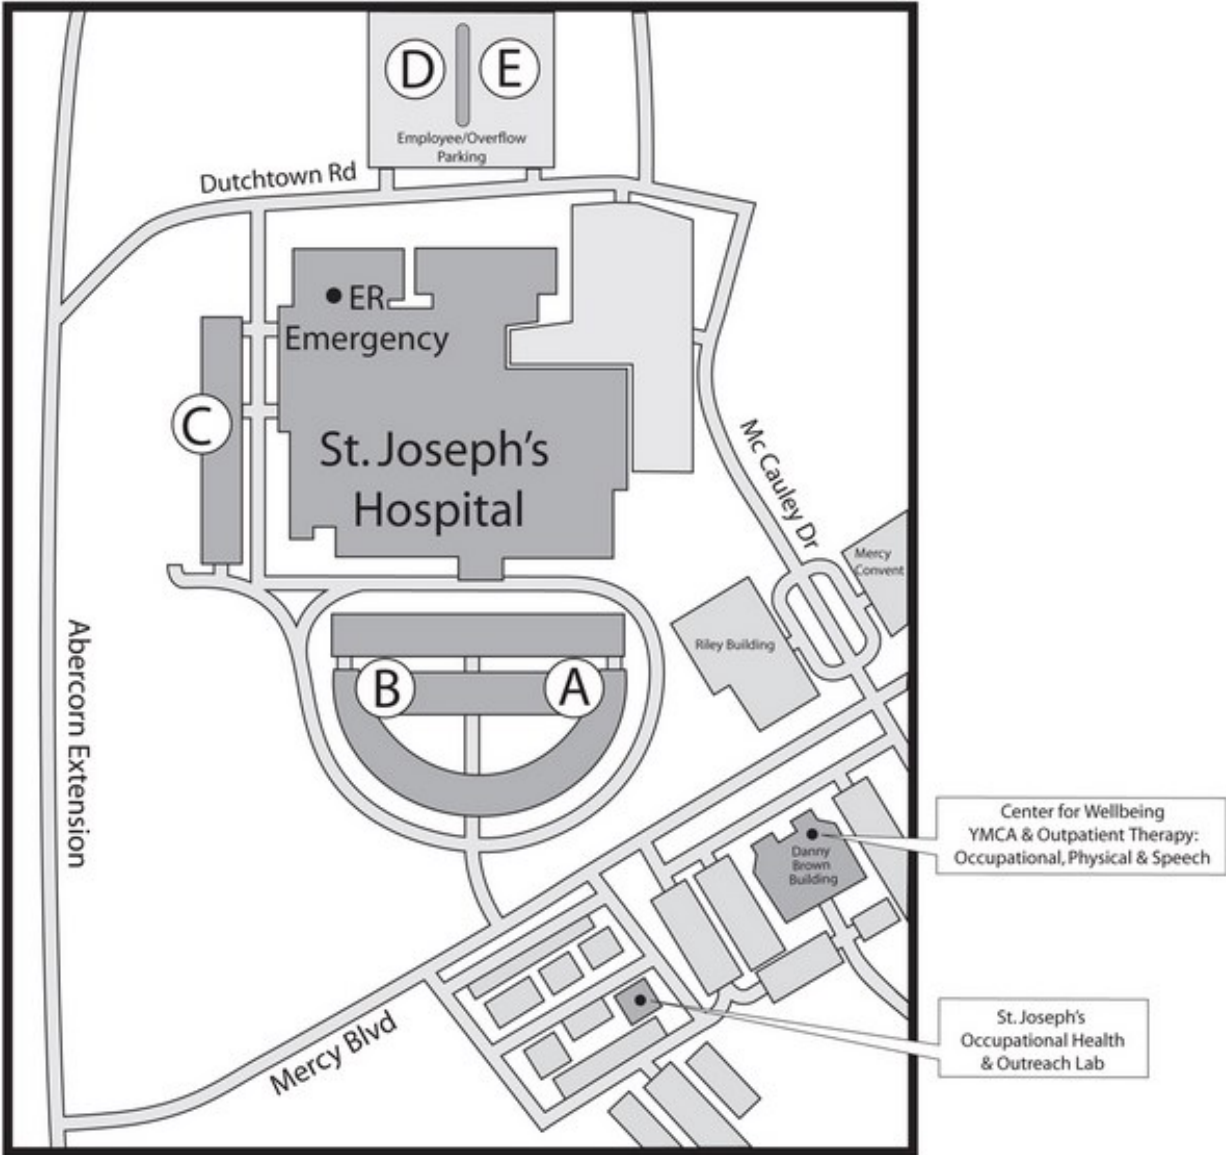 D
E
Employee/Overflow
Parking
Dutchtown Rd
ER
Emergency
C
St. Joseph's
Hospital
Mc Cauley Dr
Mercy
Convent
Riley Building
B
A
Abercorn Extension
Danny
Brown
Building
Center for Wellbeing
YMCA & Outpatient Therapy:
Occupational, Physical & Speech
Mercy Blvd
St. Joseph's
Occupational Health
& Outreach Lab